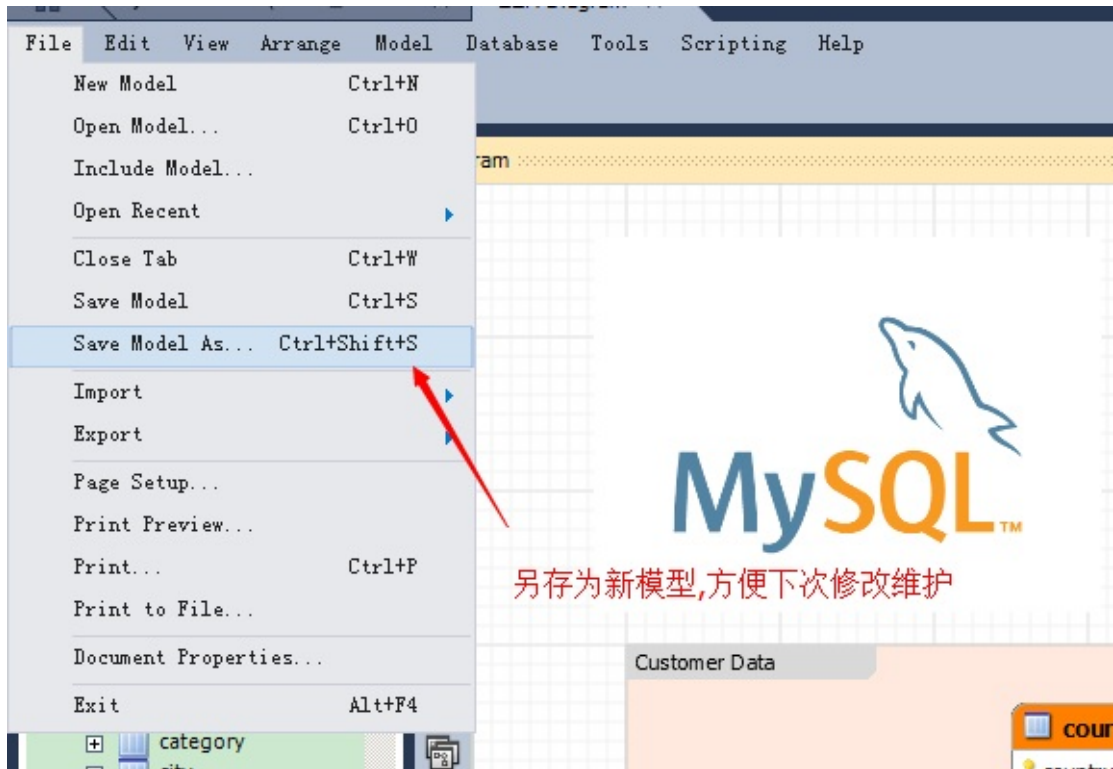 File Edit View Arrange Model Database Tools Scripting Help
New Model Ctrl+N
Open Model... Ctrl+O
Include Model...
Open Recent
Close Tab Ctrl+W
Save Model Ctrl+S
Save Model As... Ctrl+Shift+S
Import
Export
Page Setup...
Print Preview...
Print... Ctrl+P
Print to File...
Document Properties...
Exit Alt+F4
category
MySQL TM
另存为新模型,方便下次修改维护
Customer Data